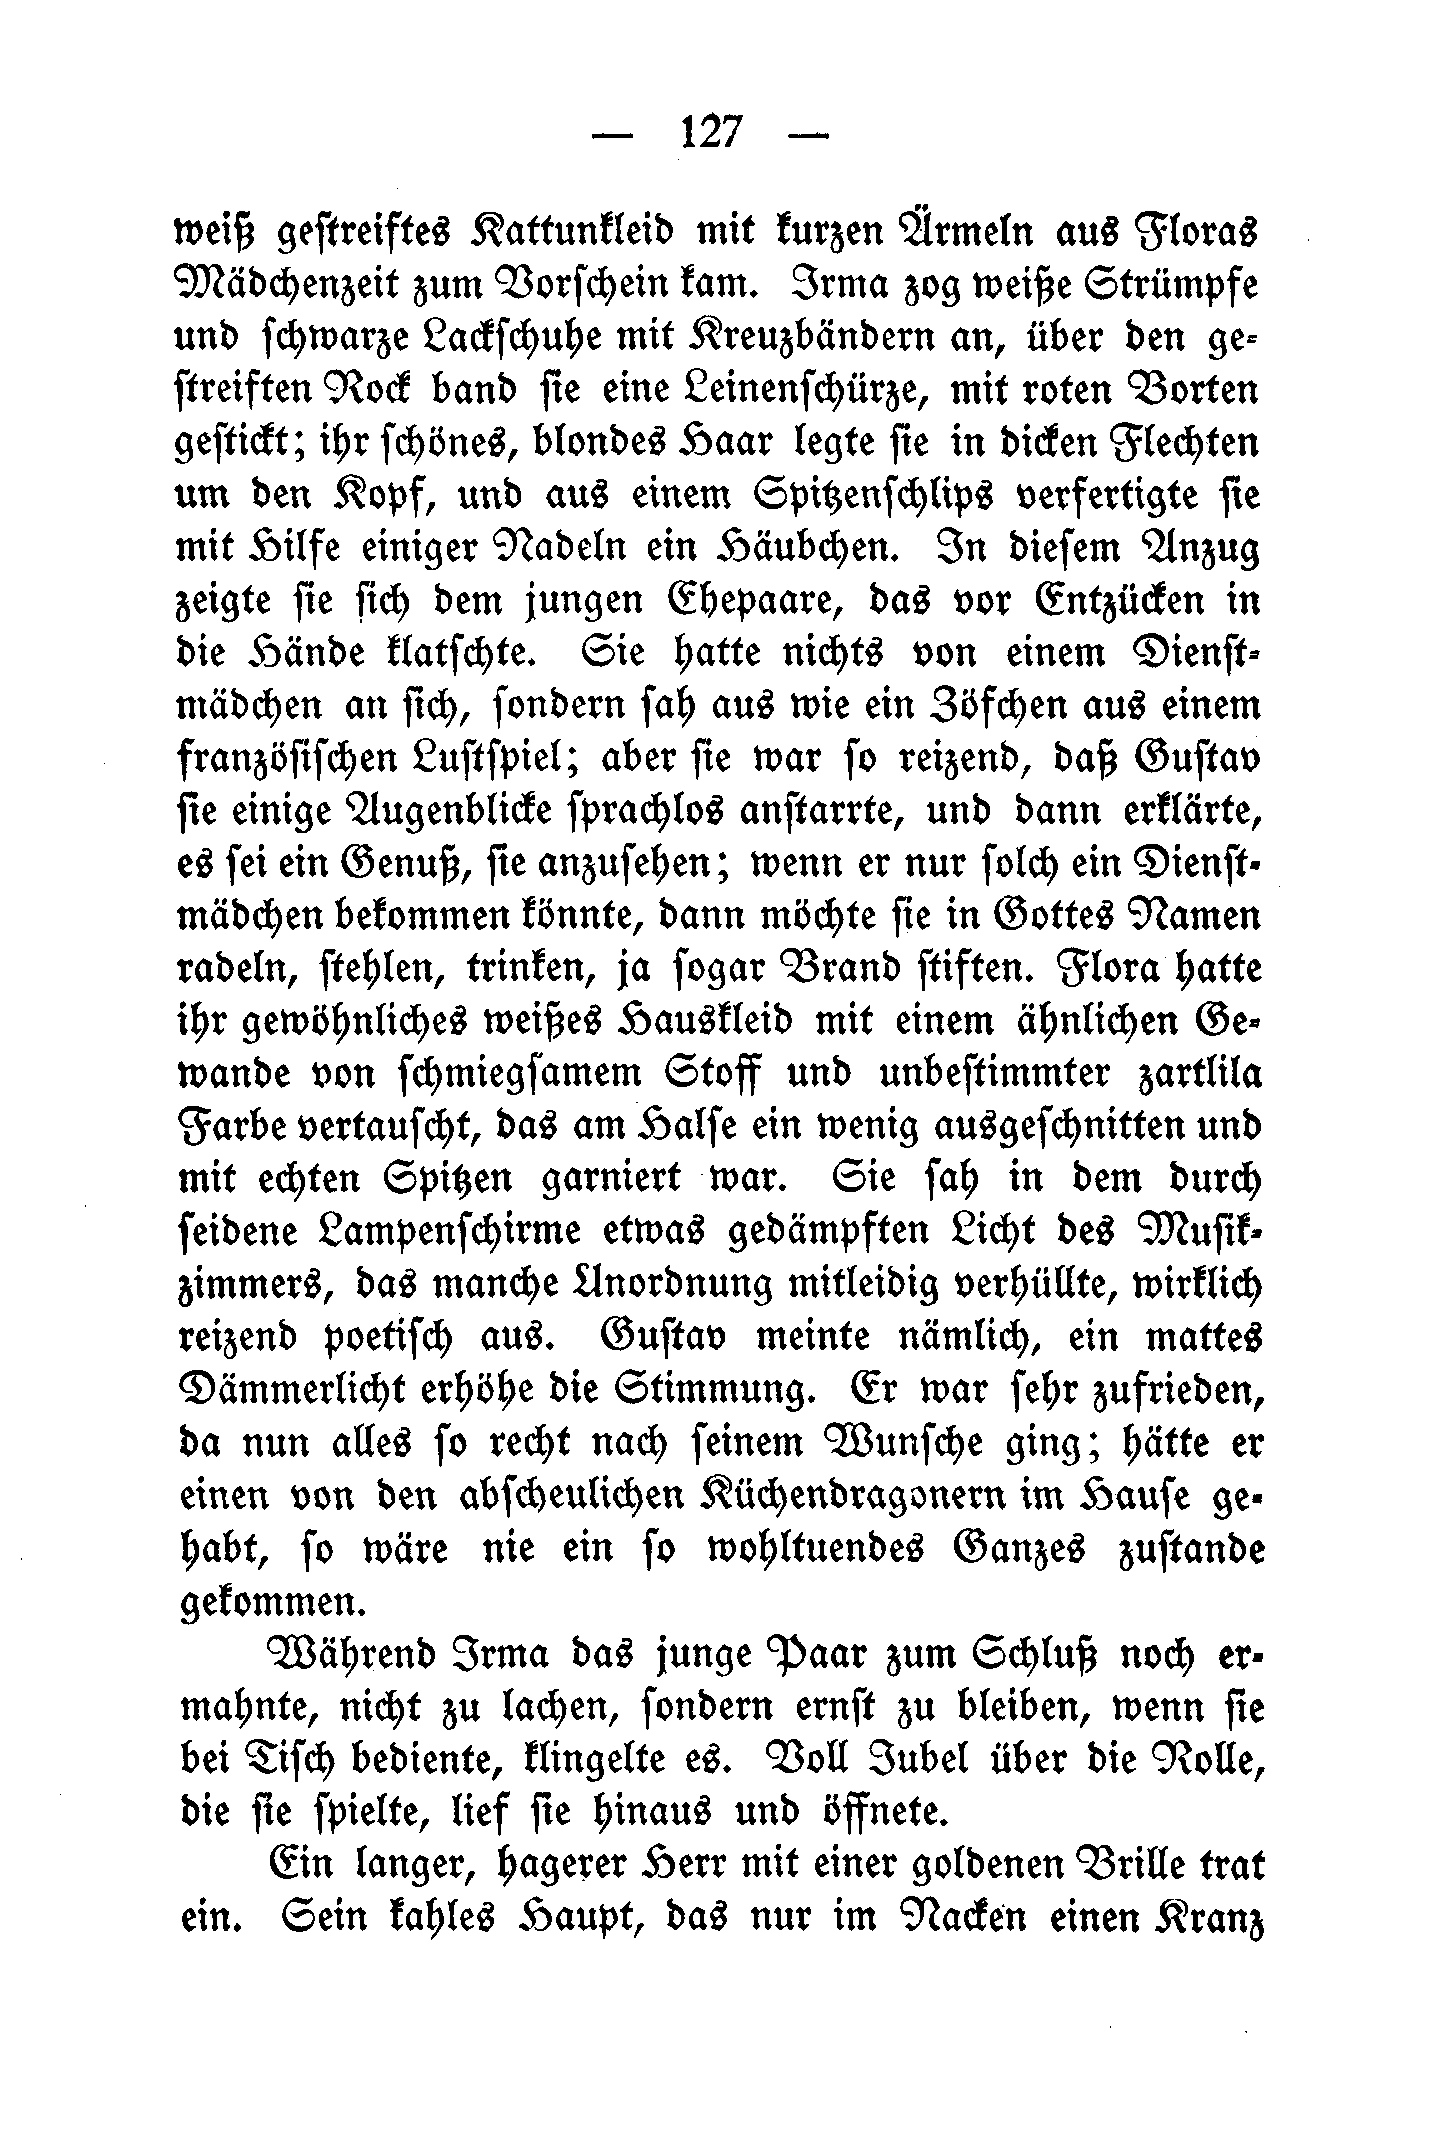 — 127 —
weiß gestreiftes Kattunkleid mit kurzen Ärmeln aus Floras
Mädchenzeit zum Vorschein kam. Irma zog weiße Strümpfe
und schwarze Lackschuhe mit Kreuzbändern an, über den ge-
streiften Rock band sie eine Leinenschürze, mit roten Borten
gestickt; ihr schönes, blondes Haar legte sie in dicken Flechten
um den Kopf, und aus einem Spitzenschlips verfertigte sie
mit Hilfe einiger Nadeln ein Häubchen. In diesem Anzug
zeigte sie sich dem jungen Ehepaare, das vor Entzücken in
die Hände klatschte. Sie hatte nichts von einem Dienst-
mädchen an sich, sondern sah aus wie ein Zöfchen aus einem
französischen Lustspiel; aber sie war so reizend, daß Gustav
sie einige Augenblicke sprachlos anstarrte, und dann erklärte,
es sei ein Genuß, sie anzusehen; wenn er nur solch ein Dienst-
mädchen bekommen könnte, dann möchte sie in Gottes Namen
radeln, stehlen, trinken, ja sogar Brand stiften. Flora hatte
ihr gewöhnliches weißes Hauskleid mit einem ähnlichen Ge-
wande von schmiegsamem Stoff und unbestimmter zartlila
Farbe vertauscht, das am Halse ein wenig ausgeschnitten und
mit echten Spitzen garniert war. Sie sah in dem durch
seidene Lampenschirme etwas gedämpften Licht des Musik-
zimmers, das manche Unordnung mitleidig verhüllte, wirklich
reizend poetisch aus. Gustav meinte nämlich, ein mattes
Dämmerlicht erhöhe die Stimmung. Er war sehr zufrieden,
da nun alles so recht nach seinem Wunsche ging; hätte er
einen von den abscheulichen Küchendragonern im Hause ge-
habt, so wäre nie ein so wohltuendes Ganzes zustande
gekommen.
Während Irma das junge Paar zum Schluß noch er-
mahnte, nicht zu lachen, sondern ernst zu bleiben, wenn sie
bei Tisch bediente, klingelte es. Voll Jubel über die Rolle,
die sie spielte, lief sie hinaus und öffnete.
Ein langer, hagerer Herr mit einer goldenen Brille trat
ein. Sein kahles Haupt, das nur im Nacken einen Kranz